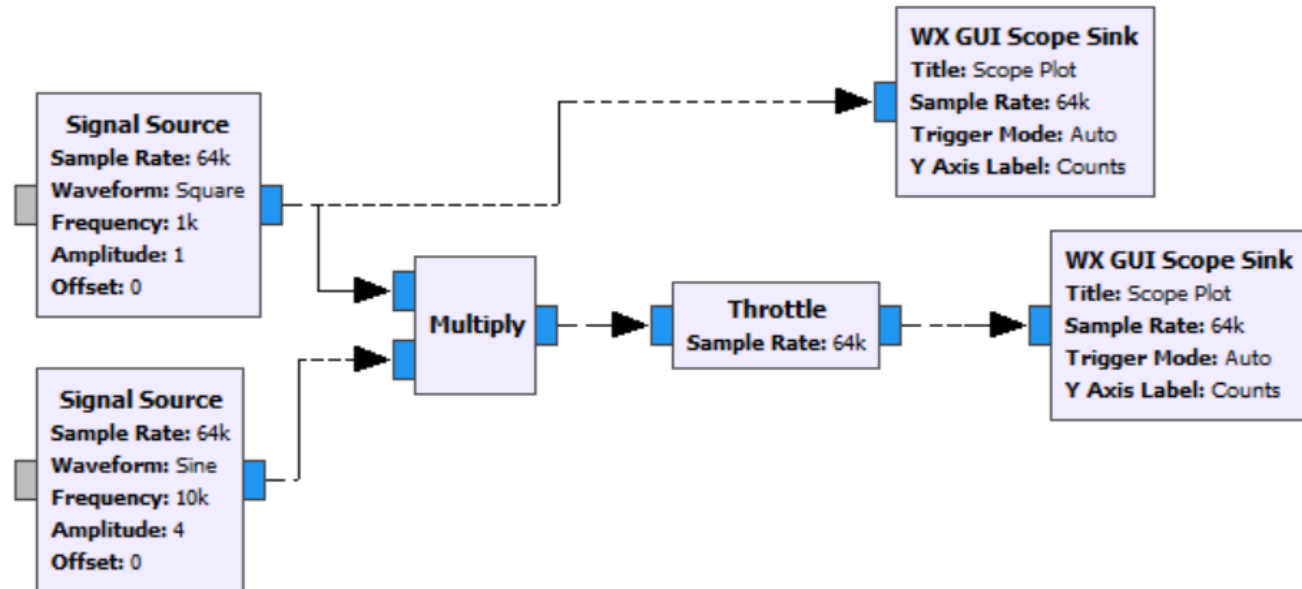 WX GUI Scope Sink
Title: Scope Plot
Sample Rate: 64k
Trigger Mode: Auto
Y Axis Label: Counts
Signal Source
Sample Rate: 64k
Waveform: Square
Frequency: 1k
Amplitude: 1
Offset: 0
Multiply
Throttle
Sample Rate: 64k
WX GUI Scope Sink
Title: Scope Plot
Sample Rate: 64k
Trigger Mode: Auto
Y Axis Label: Counts
Signal Source
Sample Rate: 64k
Waveform: Sine
Frequency: 10k
Amplitude: 4
Offset: 0